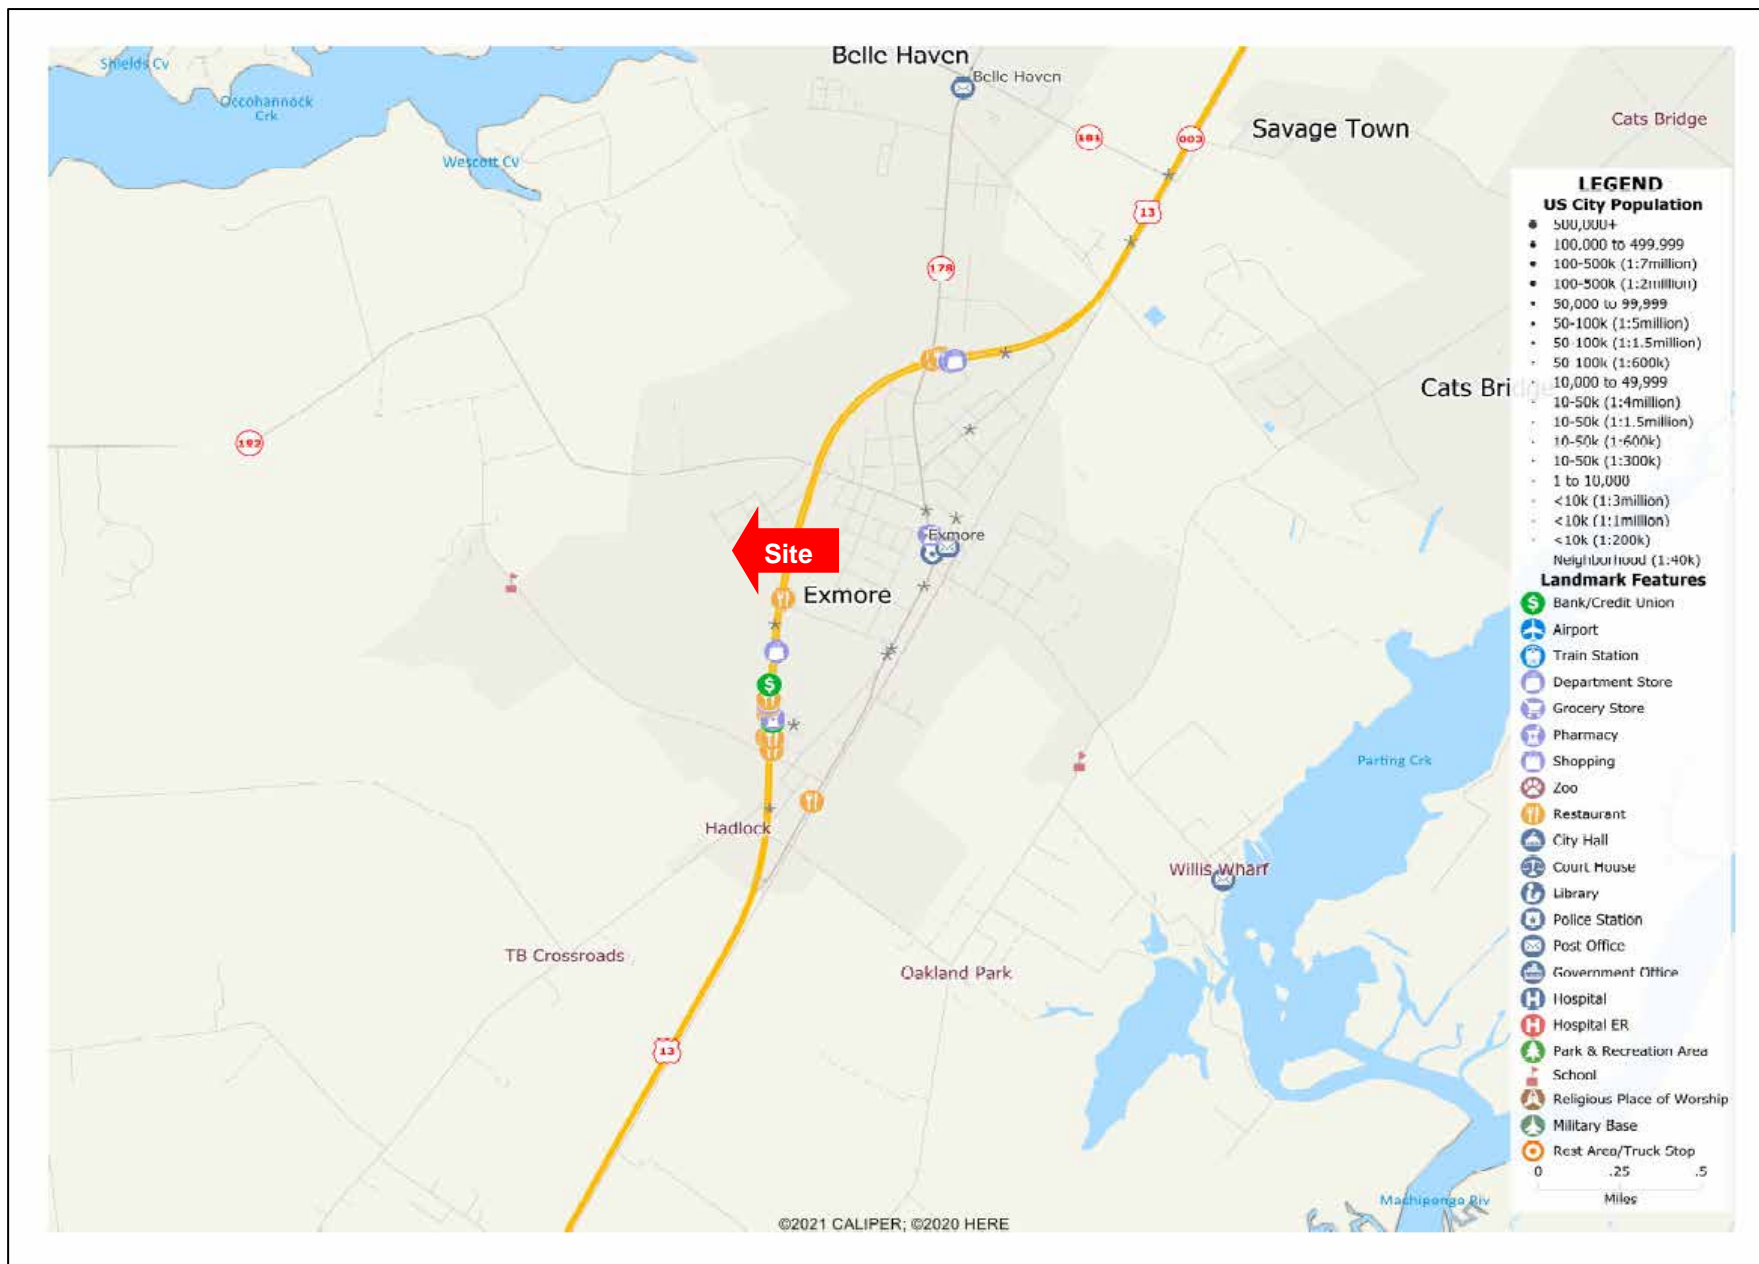 Belle Haven
Shields Cv
Belle Haven
Occohannock
Crk
Cats Bridge
Savage Town
181
003
Wescott Cv
13
178
LEGEND
US City Population
500,000+
100,000 to 499,999
100-500k (1:7million)
100-500k (1:2million)
50,000 to 99,999
50-100k (1:5million)
50-100k (1:1.5million)
50-100k (1:600k)
10,000 to 49,999
10-50k (1:4million)
10-50k (1:1.5million)
10-50k (1:600k)
10-50k (1:300k)
1 to 10,000
<10k (1:3million)
<10k (1:1million)
<10k (1:200k)
Neighborhood (1:40k)
Landmark Features
Bank/Credit Union
Airport
Train Station
Department Store
Grocery Store
Pharmacy
Shopping
Zoo
Restaurant
City Hall
Court House
Library
Police Station
Post Office
Government Office
Hospital
Hospital ER
Park & Recreation Area
School
Religious Place of Worship
Military Base
Rest Area/Truck Stop
0 .25 .5
Miles
Cats Bridge
192
Site
Exmore
Exmore
Parting Crk
Hadlock
Willis Wharf
TB Crossroads
Oakland Park
13
Machipongo Riv
©2021 CALIPER; ©2020 HERE